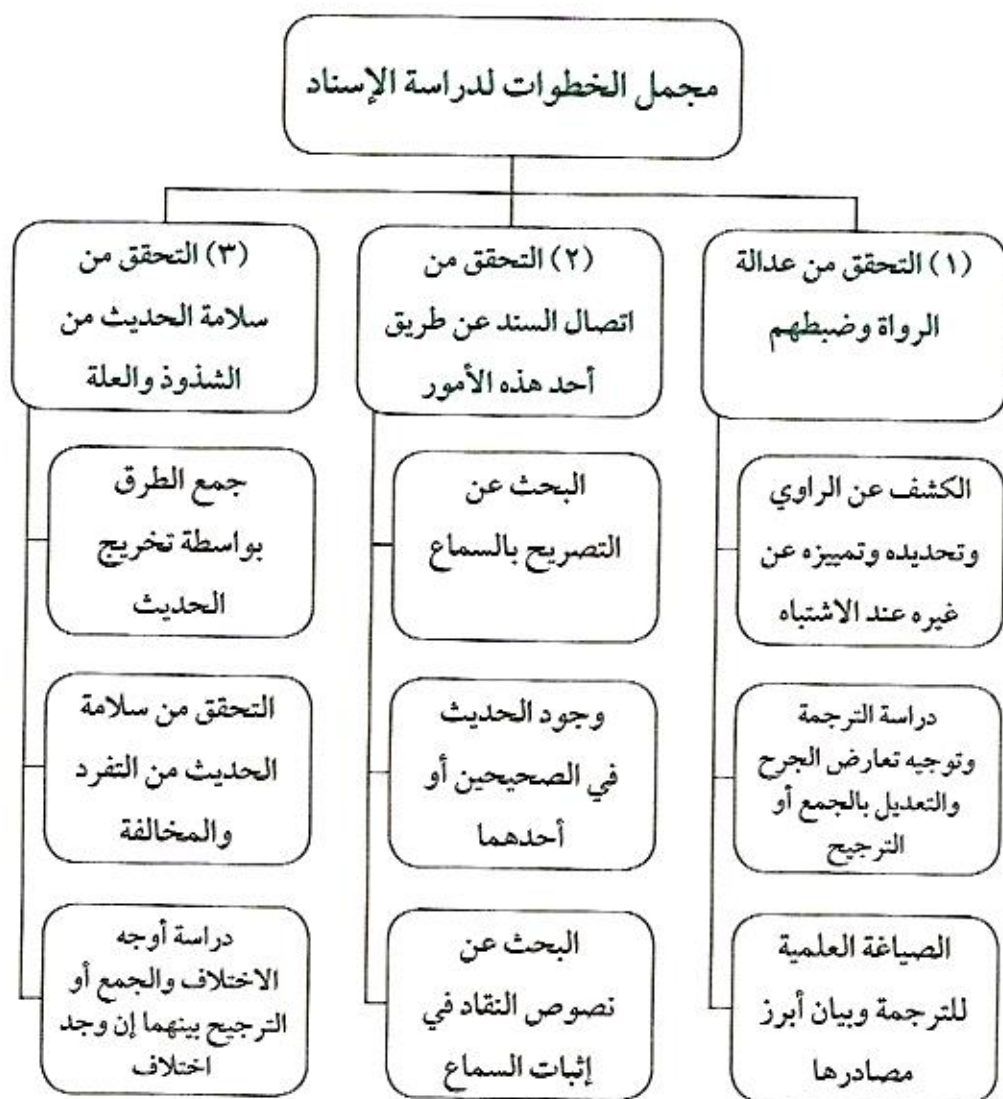 مجمل الخطوات لدراسة الإسناد
(١) التحقق من عدالة
الرواة وضبطهم
الكشف عن الراوي
وتحديده وتمييزه عن
غيره عند الاشتباه
دراسة الترجمة
وتوجيه تعارض الجرح
والتعديل بالجمع أو
الترجيح
الصياغة العلمية
للترجمة وبيان أبرز
مصادرها
(٢) التحقق من
اتصال السند عن طريق
أحد هذه الأمور
البحث عن
التصريح بالسماع
وجود الحديث
في الصحيحين أو
أحدهما
البحث عن
نصوص النقاد في
إثبات السماع
(٣) التحقق من
سلامة الحديث من
الشذوذ والعلة
جمع الطرق
بواسطة تخريج
الحديث
التحقق من سلامة
الحديث من التفرد
والمخالفة
دراسة أوجه
الاختلاف والجمع أو
الترجيح بينهما إن وجد
اختلاف